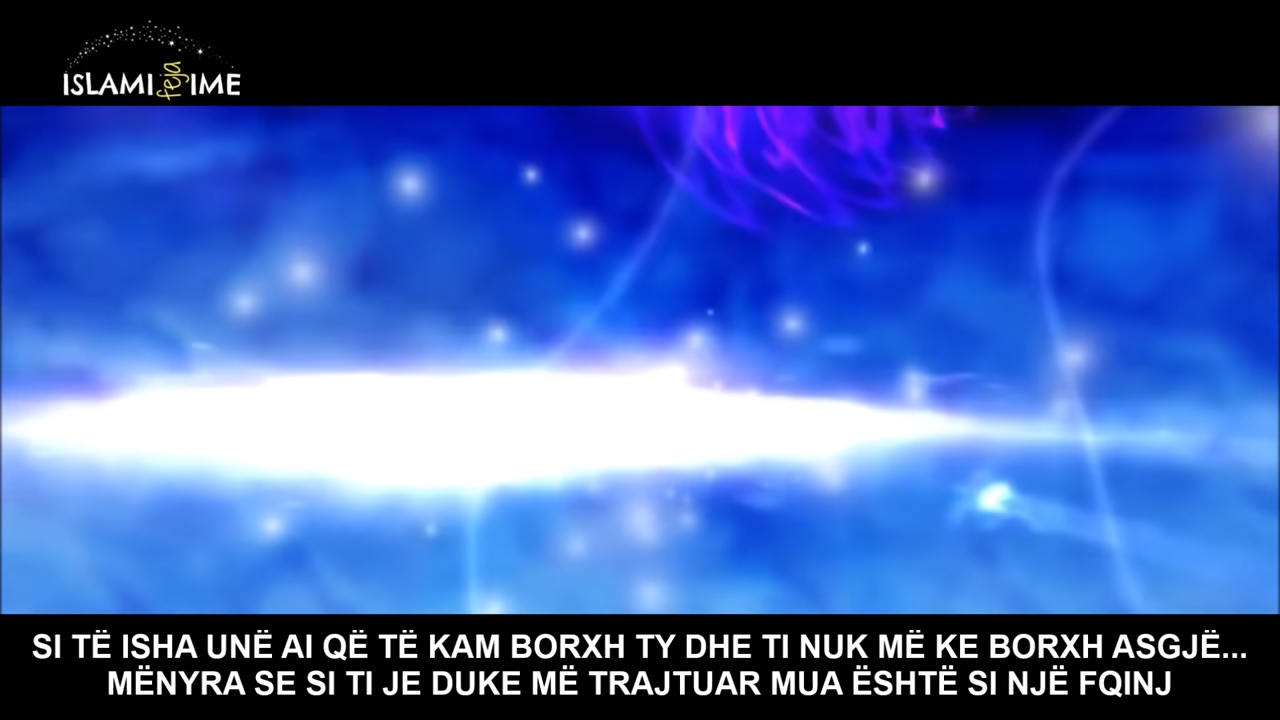 ISLAMI feja IME
SI TË ISHA UNË AI QË TË KAM BORXH TY DHE TI NUK MË KE BORXH ASGJË...
MËNYRA SE SI TI JE DUKE MË TRAJTUAR MUA ËSHTË SI NJË FQINJ